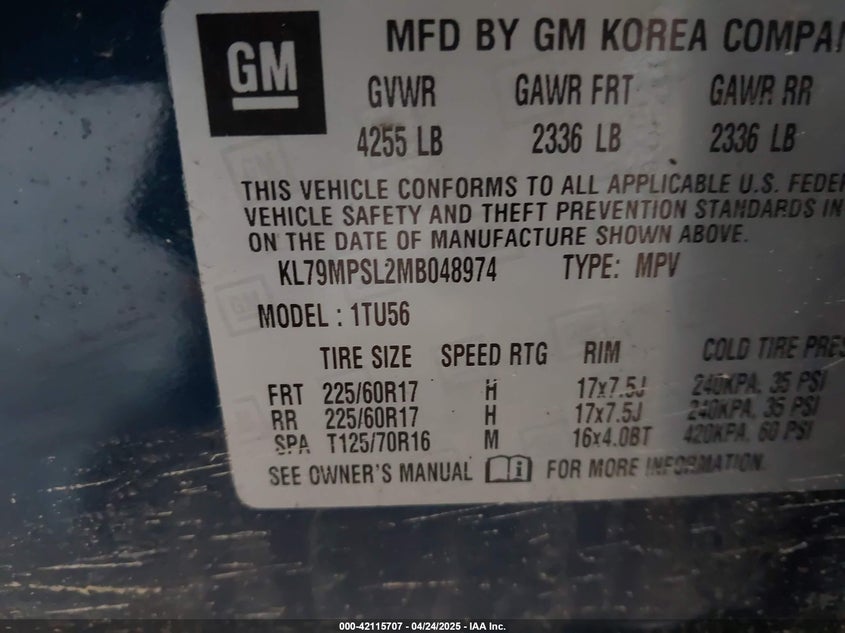 GM
MFD BY GM KOREA COMPA
GVWR GAWR FRT GAWR RR
4255 LB 2336 LB 2336 LB
THIS VEHICLE CONFORMS TO ALL APPLICABLE U.S. FEDER
VEHICLE SAFETY AND THEFT PREVENTION STANDARDS IN
ON THE DATE OF MANUFACTURE SHOWN ABOVE.
KL79MPSL2MB048974 TYPE: MPV
MODEL : 1TU56
TIRE SIZE SPEED RTG RIM COLD TIRE PRES
FRT 225/60R17 H 17x7.5J 240KPA, 35 PSI
RR 225/60R17 H 17x7.5J 240KPA, 35 PSI
SPA T125/70R16 M 16x4.0BT 420KPA, 60 PSI
SEE OWNER'S MANUAL FOR MORE INFORMATION.
000-42115707 - 04/24/2025 - IAA Inc.